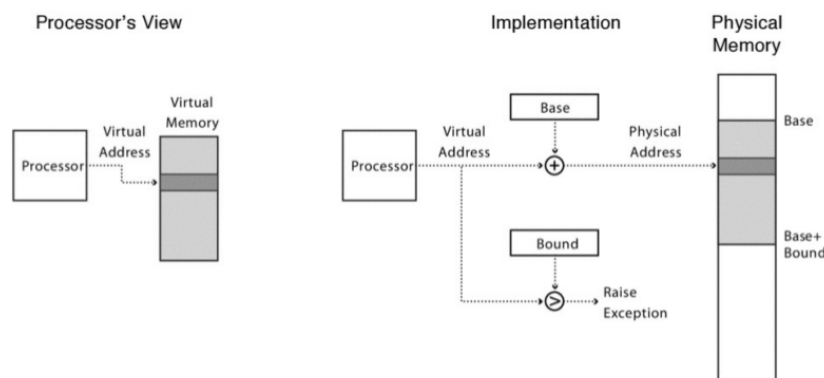 Processor's View
Implementation
Physical
Memory
Virtual
Memory
Virtual
Address
Processor
Base
Virtual
Address
Physical
Address
Processor
+
Base
Bound
Base+
Bound
>
Raise
Exception